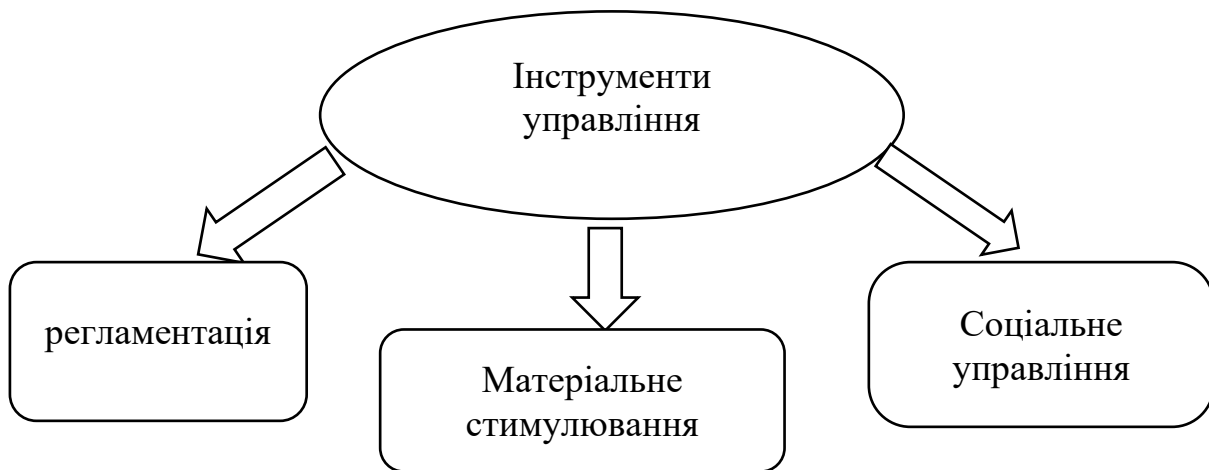 Інструменти
управління
регламентація
Матеріальне
стимулювання
Соціальне
управління